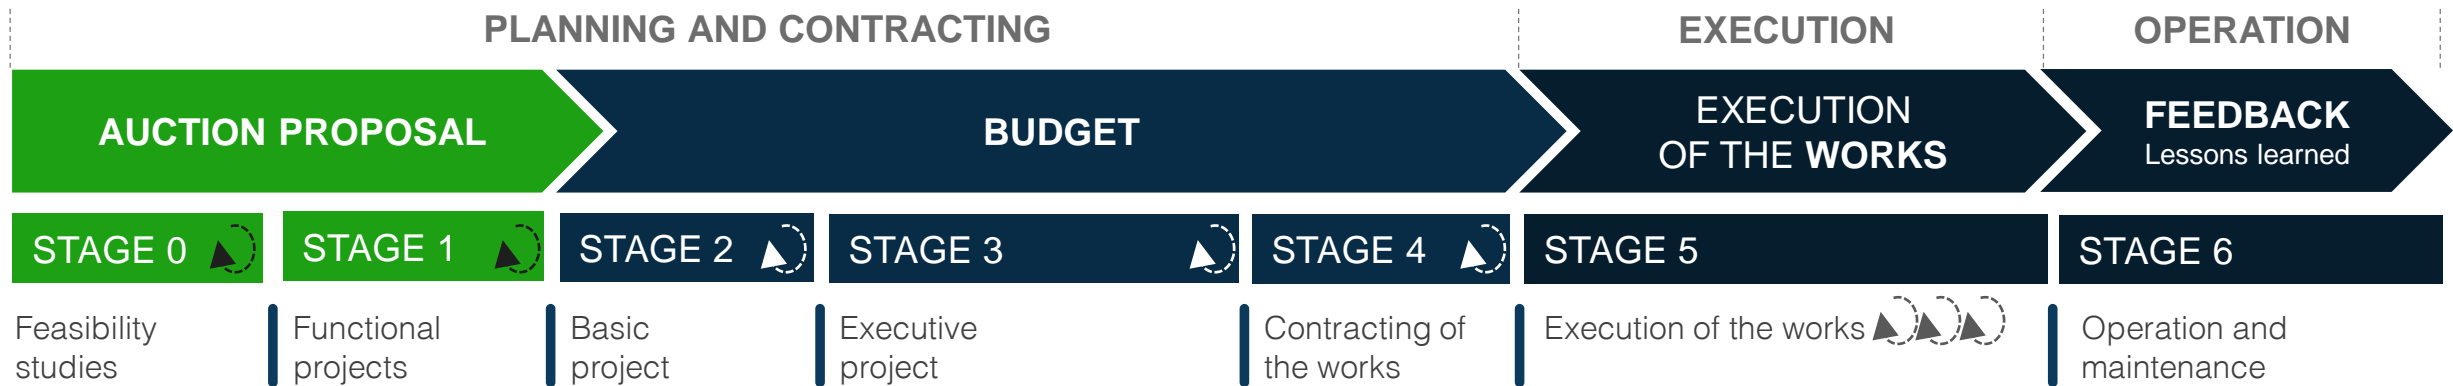 PLANNING AND CONTRACTING
EXECUTION
OPERATION
AUCTION PROPOSAL
BUDGET
EXECUTION
OF THE WORKS
FEEDBACK
Lessons learned
STAGE 0
STAGE 1
STAGE 2
STAGE 3
STAGE 4
STAGE 5
STAGE 6
Feasibility
studies
Functional
projects
Basic
project
Executive
project
Contracting of
the works
Execution of the works
Operation and
maintenance